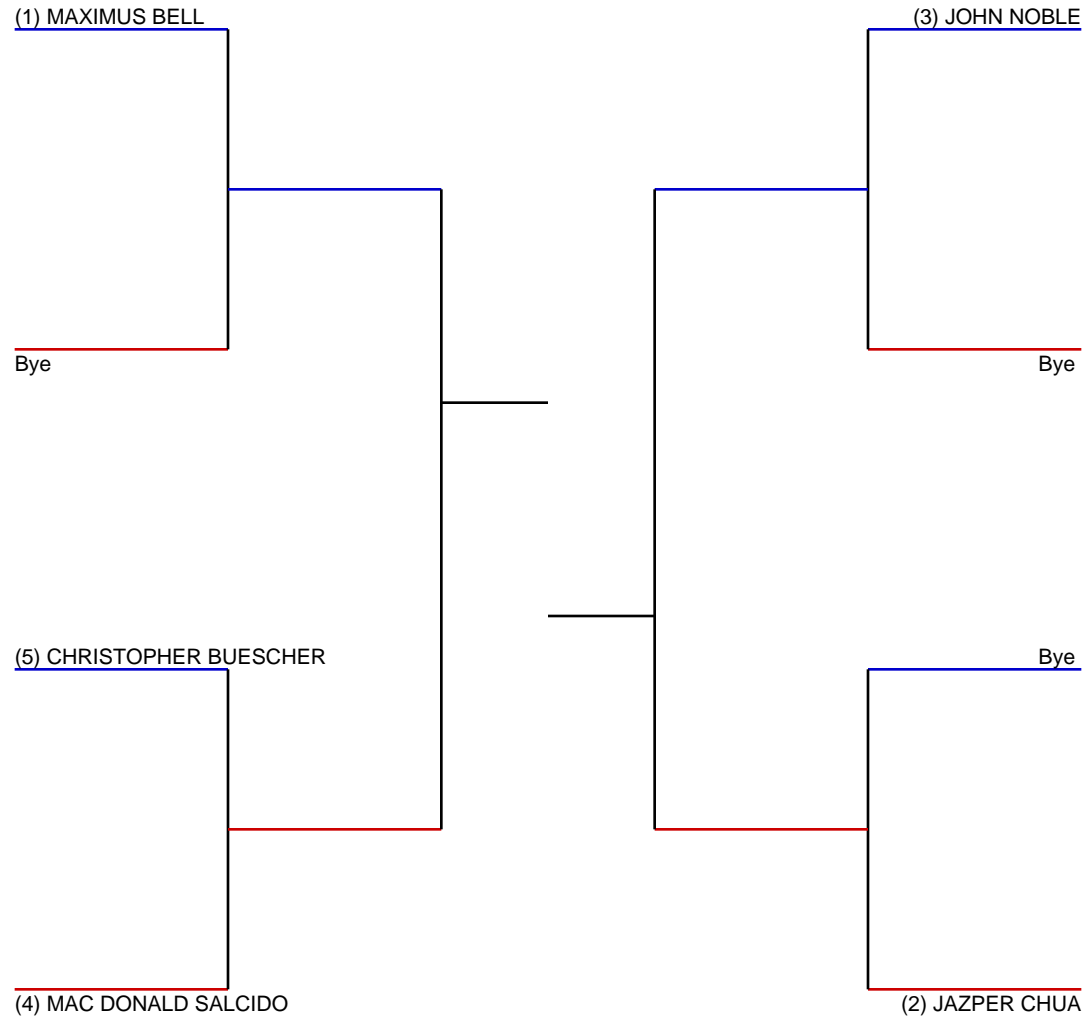 (1) MAXIMUS BELL
(3) JOHN NOBLE
Bye
Bye
(5) CHRISTOPHER BUESCHER
Bye
(4) MAC DONALD SALCIDO
(2) JAZPER CHUA